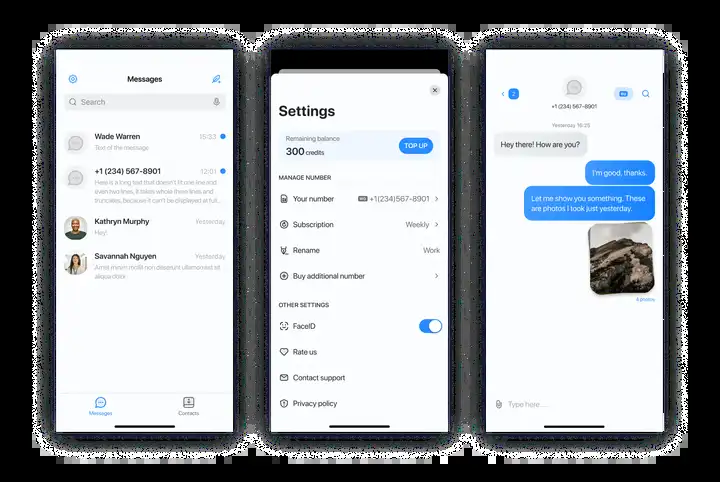 Messages
Search
Wade Warren
15:33
Text of the message
+1 (234) 567-8901
12:01
Here is a long text that doesn't fit one line and
even two lines, it takes whole three lines and
truncates, because it can't be displayed at full...
Kathryn Murphy
Yesterday
Hey!
Savannah Nguyen
Yesterday
Amet minim mollit non deserunt ullamco est sit
aliqua dolor
Messages
Contacts
Settings
Remaining balance
300 credits
TOP UP
MANAGE NUMBER
Your number
+1(234)567-8901
Subscription
Weekly
Rename
Work
Buy additional number
OTHER SETTINGS
FaceID
Rate us
Contact support
Privacy policy
2
+1 (234) 567-8901
Yesterday 16:25
Hey there! How are you?
I'm good, thanks.
Let me show you something. These
are photos I took just yesterday.
photos
Type here...